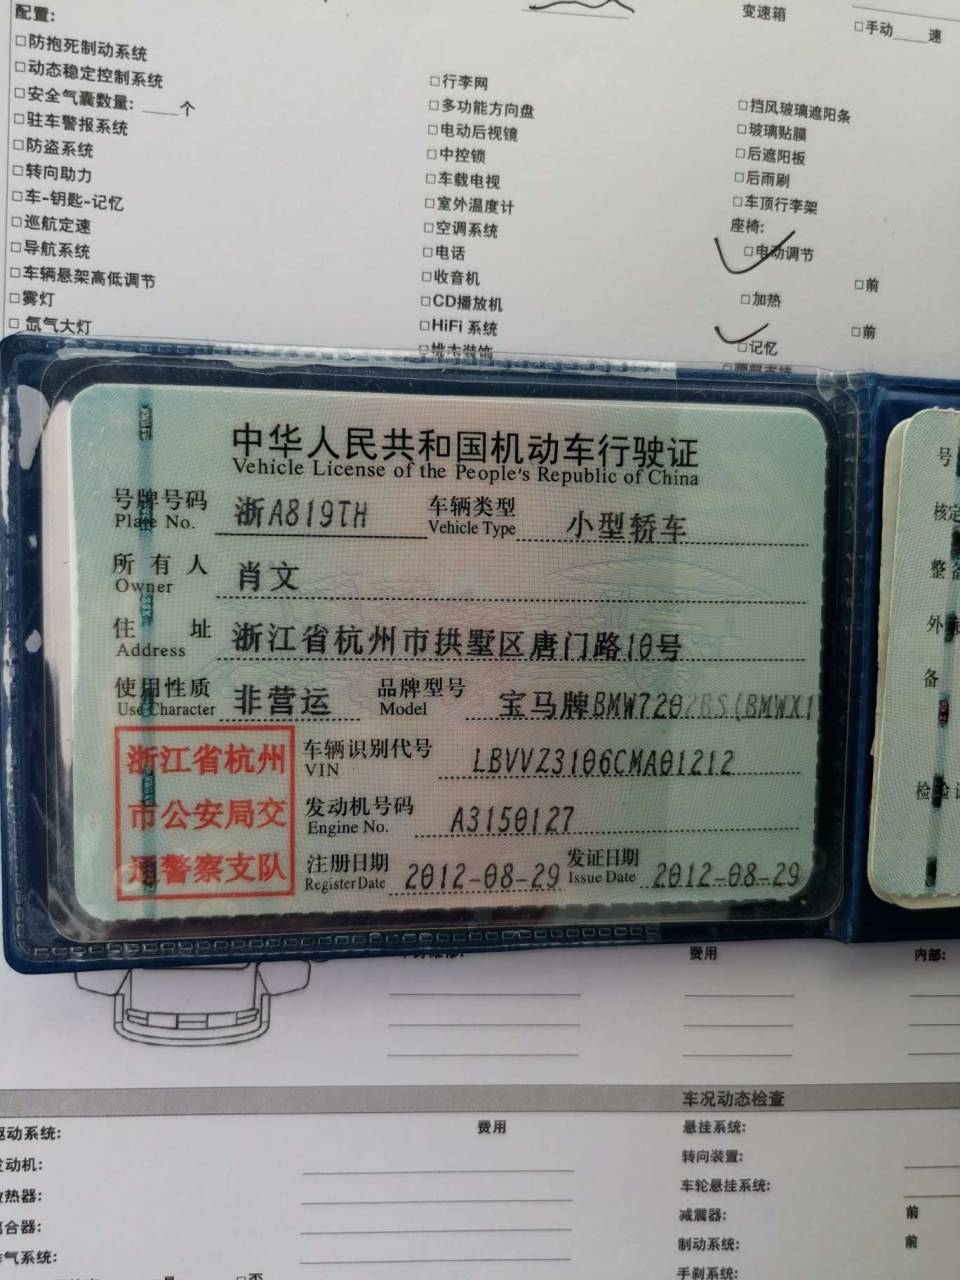 配置:
变速箱
□手动____速
□防抱死制动系统
□动态稳定控制系统
□安全气囊数量: ____个
□驻车警报系统
□防盗系统
□转向助力
□车-钥匙-记忆
□巡航定速
□导航系统
□车辆悬架高低调节
□雾灯
□氙气大灯
□行李网
□多功能方向盘
□电动后视镜
□中控锁
□车载电视
□室外温度计
□空调系统
□电话
□收音机
□CD播放机
□HiFi 系统
□挡风玻璃遮阳条
□玻璃贴膜
□后遮阳板
□后雨刷
□车顶行李架
座椅:
□电动调节
□前
□加热
□前
□记忆
中华人民共和国机动车行驶证
Vehicle License of the People's Republic of China
号牌号码 浙A819TH 车辆类型 小型轿车
Plate No. Vehicle Type
所有人 肖文
Owner
住址 浙江省杭州市拱墅区唐门路10号
Address
使用性质 非营运 品牌型号 宝马牌BMW7202BS(BMWX1
Use Character Model
浙江省杭州
市公安局交
通警察支队
车辆识别代号 LBVVZ3106CMA01212
VIN
发动机号码 A3150127
Engine No.
注册日期 2012-08-29 发证日期 2012-08-29
Register Date Issue Date
号
核定
整备
外
备
检验
费用
内部:
车况动态检查
动系统:
费用
动机:
热器:
合器:
气系统:
□否
悬挂系统:
转向装置:
车轮悬挂系统:
减震器:
前
制动系统:
前
手刹系统: